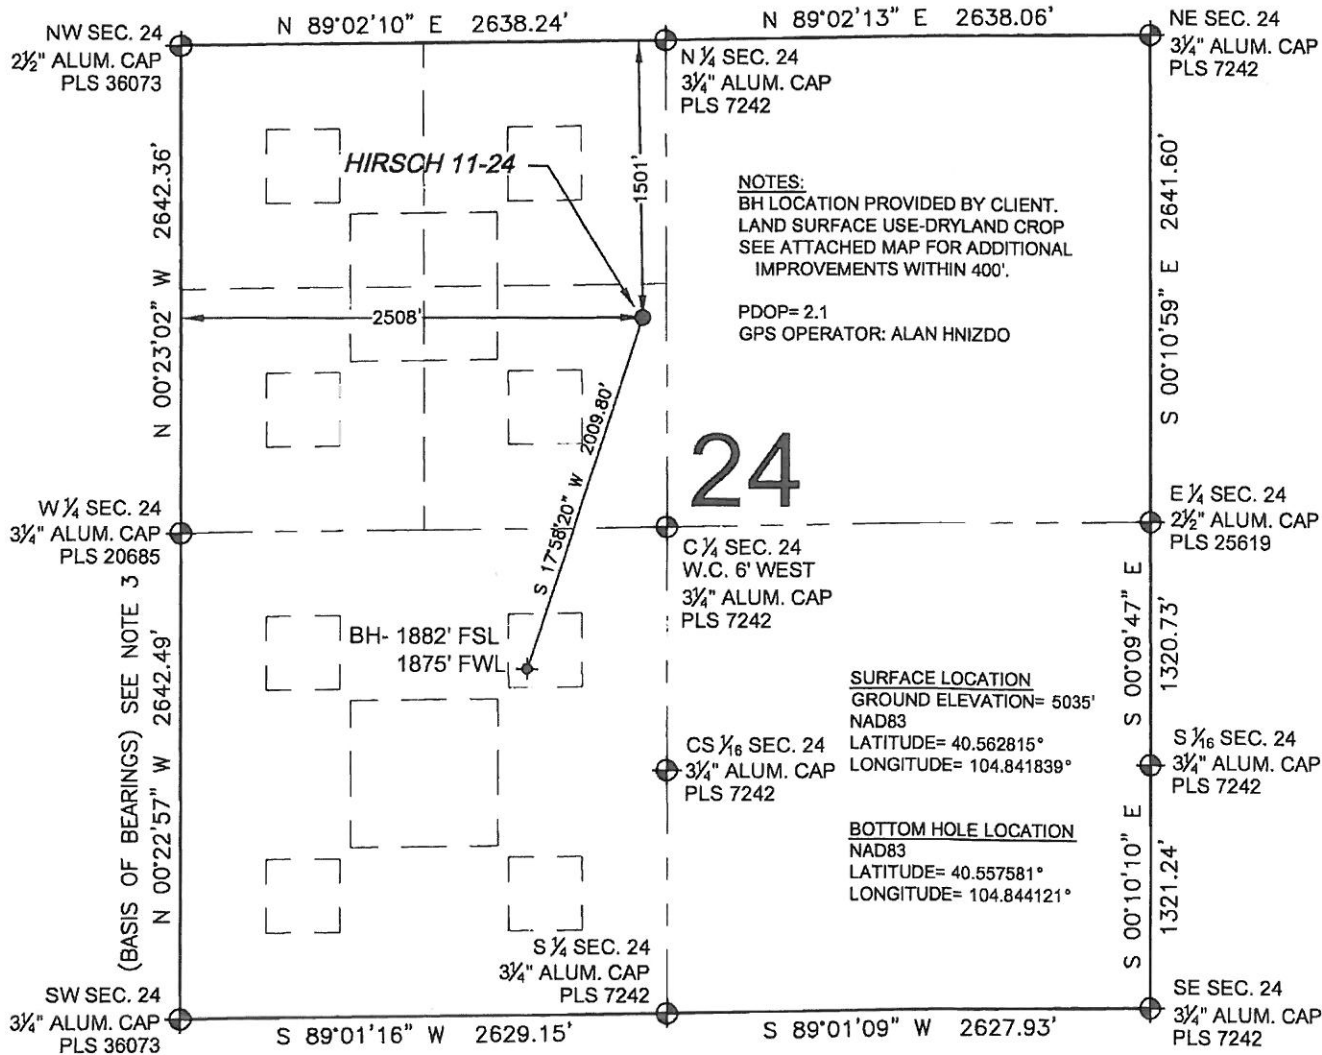 N 89°02'10" E 2638.24'
N 89°02'13" E 2638.06'
NW SEC. 24
2½" ALUM. CAP
PLS 36073
N ¼ SEC. 24
3¼" ALUM. CAP
PLS 7242
NE SEC. 24
3¼" ALUM. CAP
PLS 7242
N 00°23'02" W 2642.36'
HIRSCH 11-24
1501'
2508'
NOTES:
BH LOCATION PROVIDED BY CLIENT.
LAND SURFACE USE-DRYLAND CROP
SEE ATTACHED MAP FOR ADDITIONAL
IMPROVEMENTS WITHIN 400'.
PDOP= 2.1
GPS OPERATOR: ALAN HNIZDO
S 00°10'59" E 2641.60'
S 17°58'20" W 2009.80'
24
W ¼ SEC. 24
3¼" ALUM. CAP
PLS 20685
C ¼ SEC. 24
W.C. 6' WEST
3¼" ALUM. CAP
PLS 7242
E ¼ SEC. 24
2½" ALUM. CAP
PLS 25619
(BASIS OF BEARINGS) SEE NOTE 3
N 00°22'57" W 2642.49'
BH- 1882' FSL
1875' FWL
S 00°09'47" E
1320.73'
SURFACE LOCATION
GROUND ELEVATION= 5035'
NAD83
LATITUDE= 40.562815°
LONGITUDE= 104.841839°
CS 1/16 SEC. 24
3¼" ALUM. CAP
PLS 7242
S 1/16 SEC. 24
3¼" ALUM. CAP
PLS 7242
BOTTOM HOLE LOCATION
NAD83
LATITUDE= 40.557581°
LONGITUDE= 104.844121°
S 00°10'10" E
1321.24'
S ¼ SEC. 24
3¼" ALUM. CAP
PLS 7242
SW SEC. 24
3¼" ALUM. CAP
PLS 36073
SE SEC. 24
3¼" ALUM. CAP
PLS 7242
S 89°01'16" W 2629.15'
S 89°01'09" W 2627.93'